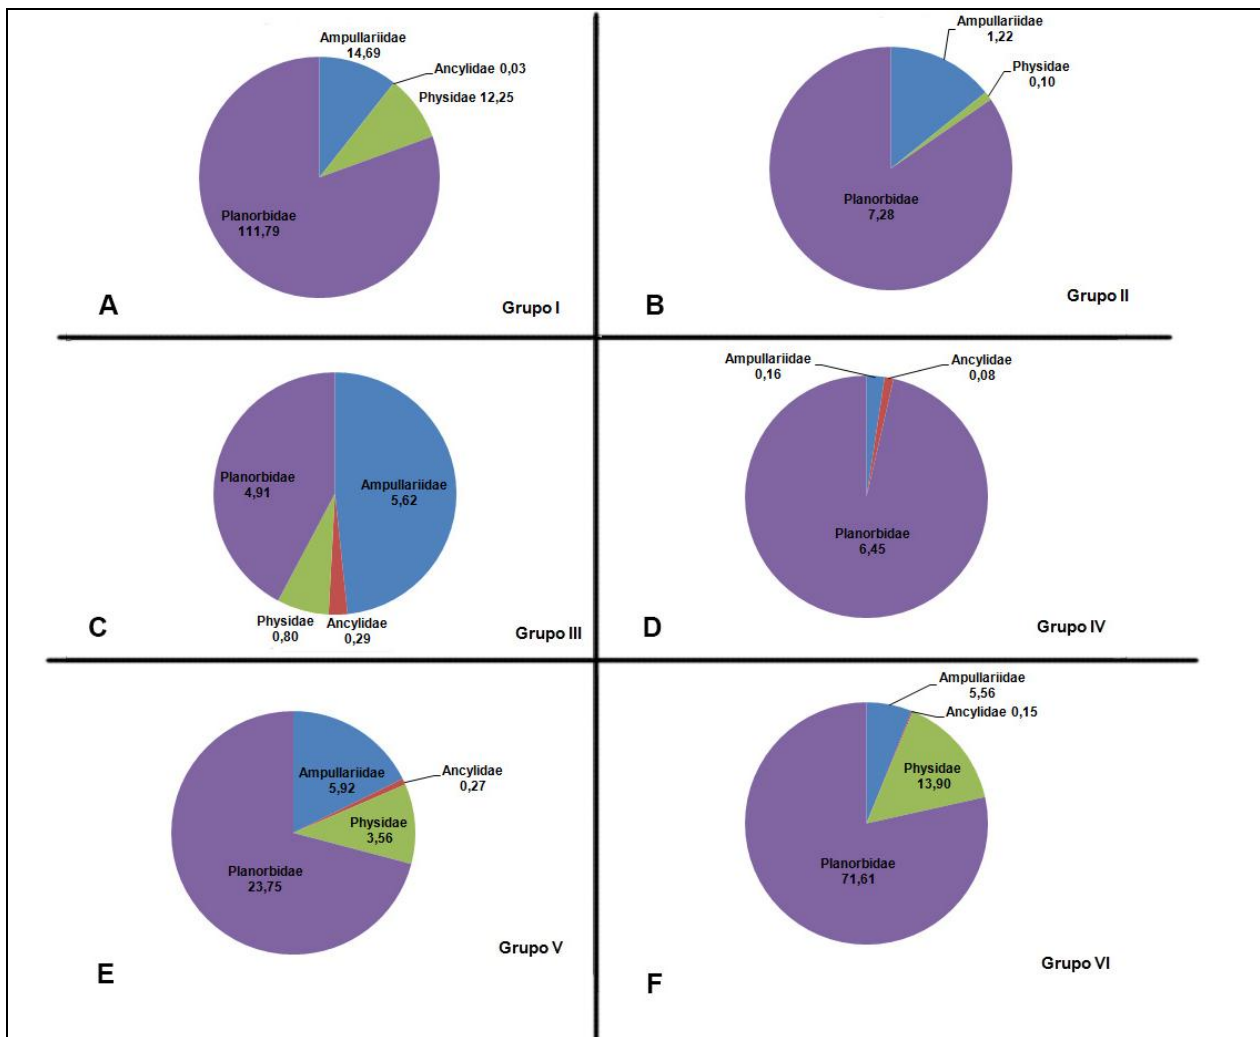 Ampullariidae
14,69
Ancylidae 0,03
Physidae 12,25
Planorbidae
111,79
A
Grupo I
Ampullariidae
1,22
Physidae
0,10
Planorbidae
7,28
B
Grupo II
Planorbidae
4,91
Ampullariidae
5,62
Physidae
0,80
Ancylidae
0,29
C
Grupo III
Ampullariidae
0,16
Ancylidae
0,08
Planorbidae
6,45
D
Grupo IV
Ampullariidae
5,92
Ancylidae
0,27
Physidae
3,56
Planorbidae
23,75
E
Grupo V
Ampullariidae
5,56
Ancylidae 0,15
Physidae
13,90
Planorbidae
71,61
F
Grupo VI